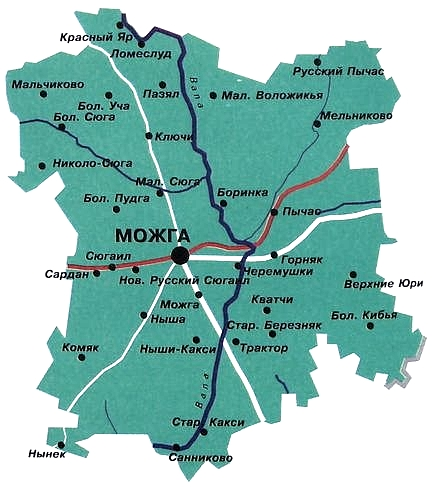 Красный Яр
Ломеслуд
Русский Пычас
Мальчиково
Пазял
Вала
Бол. Уча
Мал. Воложикья
Бол. Сюга
Мельниково
Ключи
Николо-Сюга
Мал. Сюга
Бол. Пудга
Боринка
Пычас
МОЖГА
Сюгаил
Горняк
Сардан
Нов. Русский Сюгаил
Черемушки
Верхние Юри
Можга
Кватчи
Ныша
Стар. Березняк
Бол. Кибья
Комяк
Ныши-Какси
Трактор
Вала
Стар. Какси
Нынек
Санниково